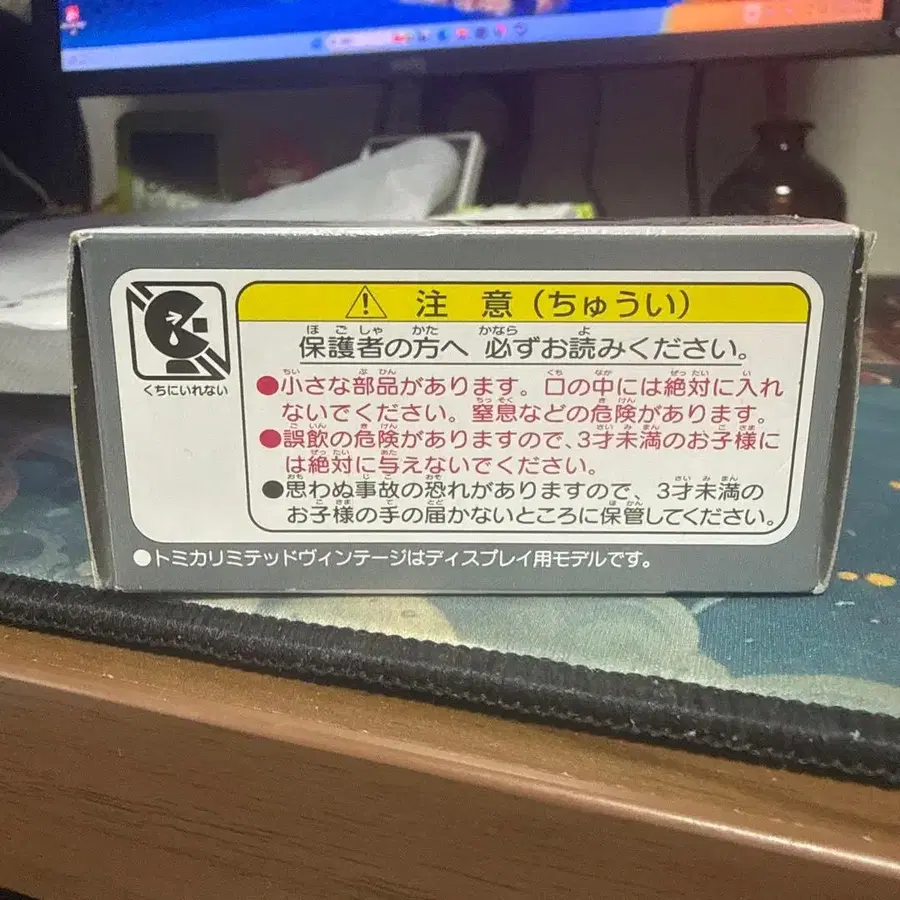 注意(ちゅうい)
保護者の方へ 必ずお読みください。
くちにいれない
●小さな部品があります。口の中には絶対に入れ
ないでください。窒息などの危険があります。
●誤飲の危険がありますので、3才未満のお子様に
は絶対に与えないでください。
●思わぬ事故の恐れがありますので、3才未満の
お子様の手の届かないところに保管してください。
●トミカリミテッドヴィンテージはディスプレイ用モデルです。